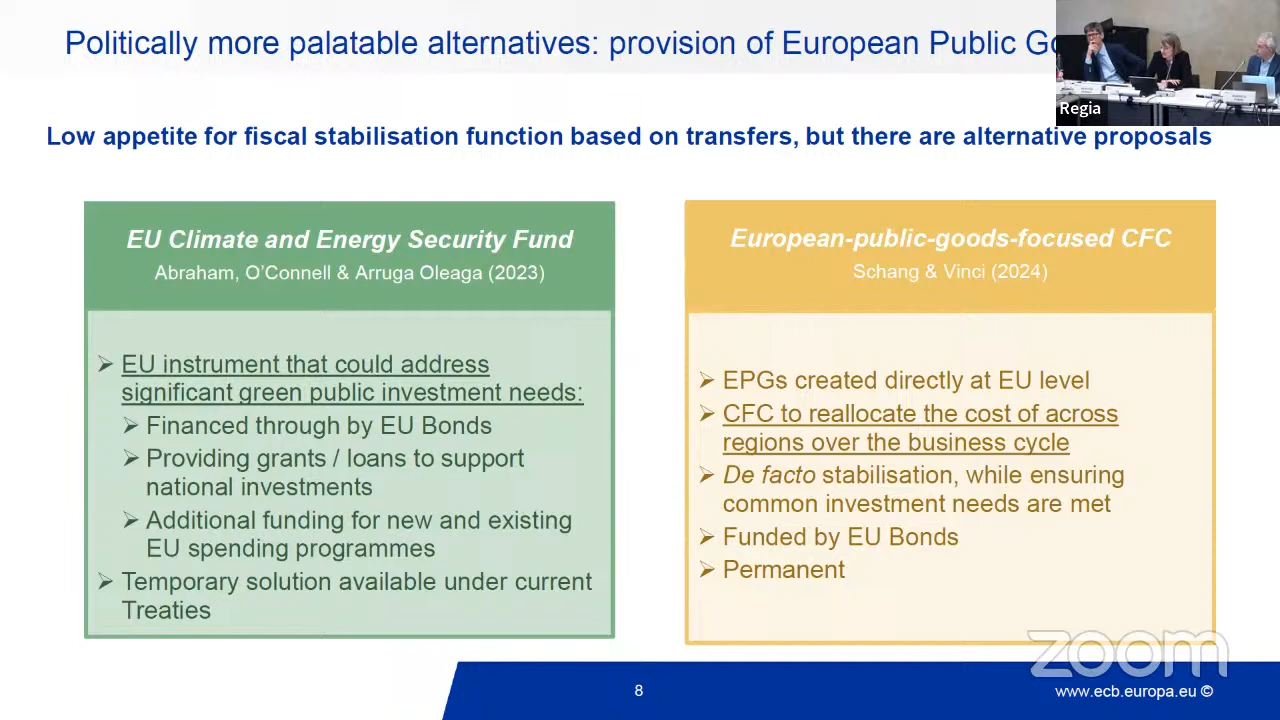 Politically more palatable alternatives: provision of European Public
Regia
Low appetite for fiscal stabilisation function based on transfers, but there are alternative proposals
EU Climate and Energy Security Fund
Abraham, O'Connell & Arruga Oleaga (2023)
➢ EU instrument that could address
significant green public investment needs:
➢ Financed through by EU Bonds
➢ Providing grants / loans to support
national investments
➢ Additional funding for new and existing
EU spending programmes
➢ Temporary solution available under current
Treaties
European-public-goods-focused CFC
Schang & Vinci (2024)
➢ EPGs created directly at EU level
➢ CFC to reallocate the cost of across
regions over the business cycle
➢ De facto stabilisation, while ensuring
common investment needs are met
➢ Funded by EU Bonds
➢ Permanent
zoom
8
www.ecb.europa.eu ©